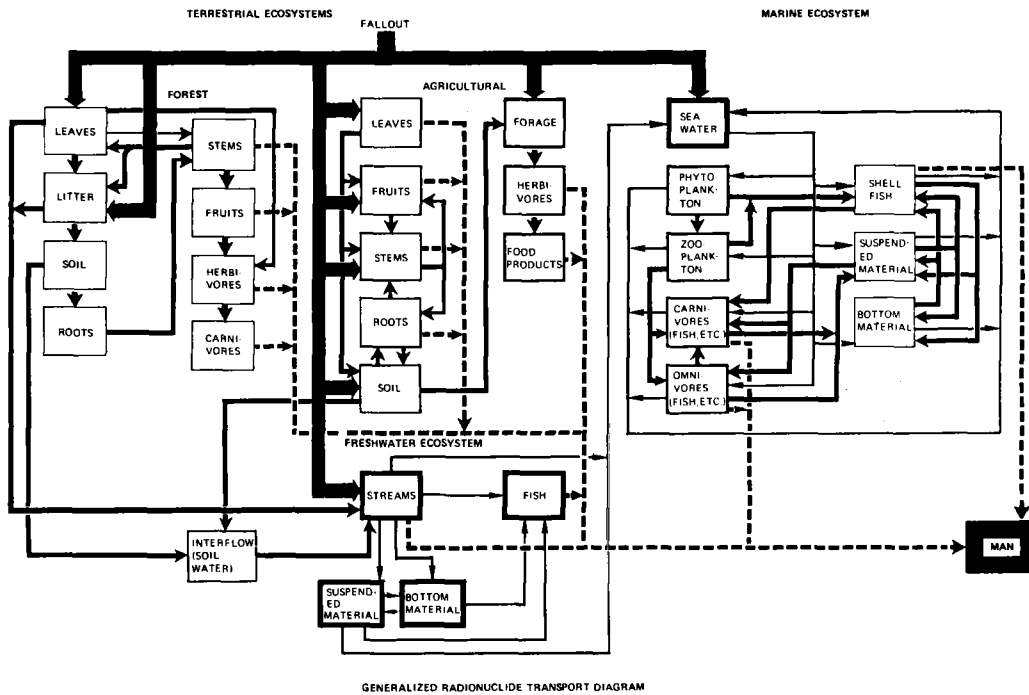 TERRESTRIAL ECOSYSTEMS
MARINE ECOSYSTEM
FALLOUT
FOREST
AGRICULTURAL
LEAVES
LITTER
SOIL
ROOTS
STEMS
FRUITS
HERBI-
VORES
CARNI-
VORES
LEAVES
FRUITS
STEMS
ROOTS
SOIL
FORAGE
HERBI-
VORES
FOOD
PRODUCTS
SEA
WATER
PHYTO-
PLANK-
TON
ZOO-
PLANK-
TON
CARNI-
VORES
(FISH,ETC.)
OMNI-
VORES
(FISH, ETC.)
SHELL
FISH
SUSPEND-
ED
MATERIAL
BOTTOM
MATERIAL
FRESHWATER ECOSYSTEM
STREAMS
FISH
INTERFLOW
(SOIL
WATER)
SUSPEND-
ED
MATERIAL
BOTTOM
MATERIAL
MAN
GENERALIZED RADIONUCLIDE TRANSPORT DIAGRAM